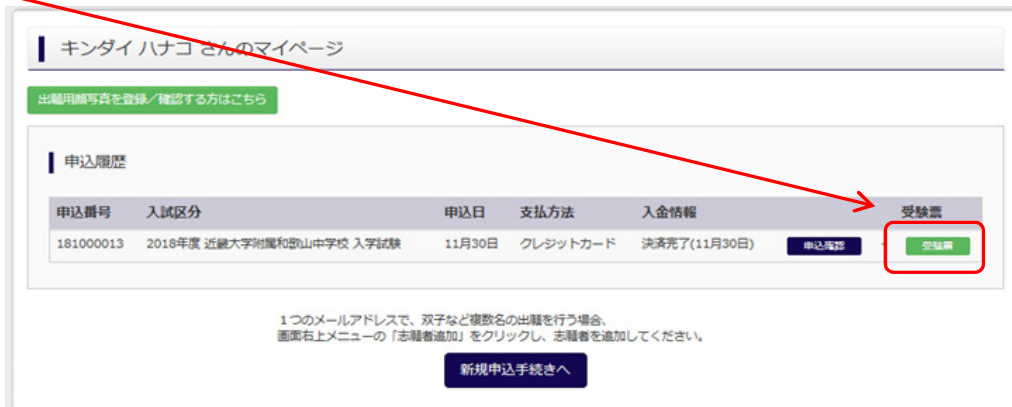 キンダイ ハナコ さんのマイページ
出願用顔写真を登録／確認する方はこちら
申込履歴
申込番号 入試区分 申込日 支払方法 入金情報 受験票
181000013 2018年度 近畿大学附属和歌山中学校 入学試験 11月30日 クレジットカード 決済完了(11月30日) 申込確認 受験票
1つのメールアドレスで、双子など複数名の出願を行う場合、
画面右上メニューの「志願者追加」をクリックし、志願者を追加してください。
新規申込手続きへ